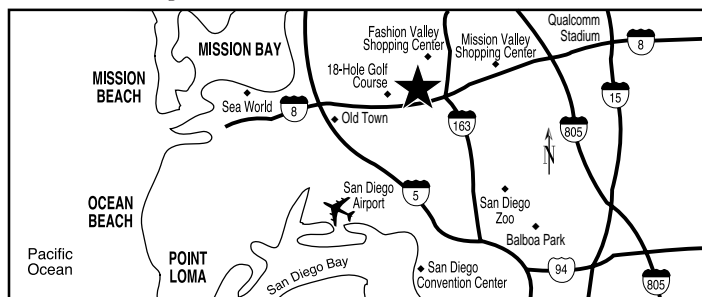 Fashion Valley
Shopping Center
Mission Valley
Shopping Center
Qualcomm
Stadium
8
MISSION BAY
MISSION
BEACH
18-Hole Golf
Course
Sea World
8
Old Town
15
163
805
N
OCEAN
BEACH
San Diego
Airport
5
San Diego
Zoo
Balboa Park
Pacific
Ocean
POINT
LOMA
San Diego Bay
San Diego
Convention Center
94
805